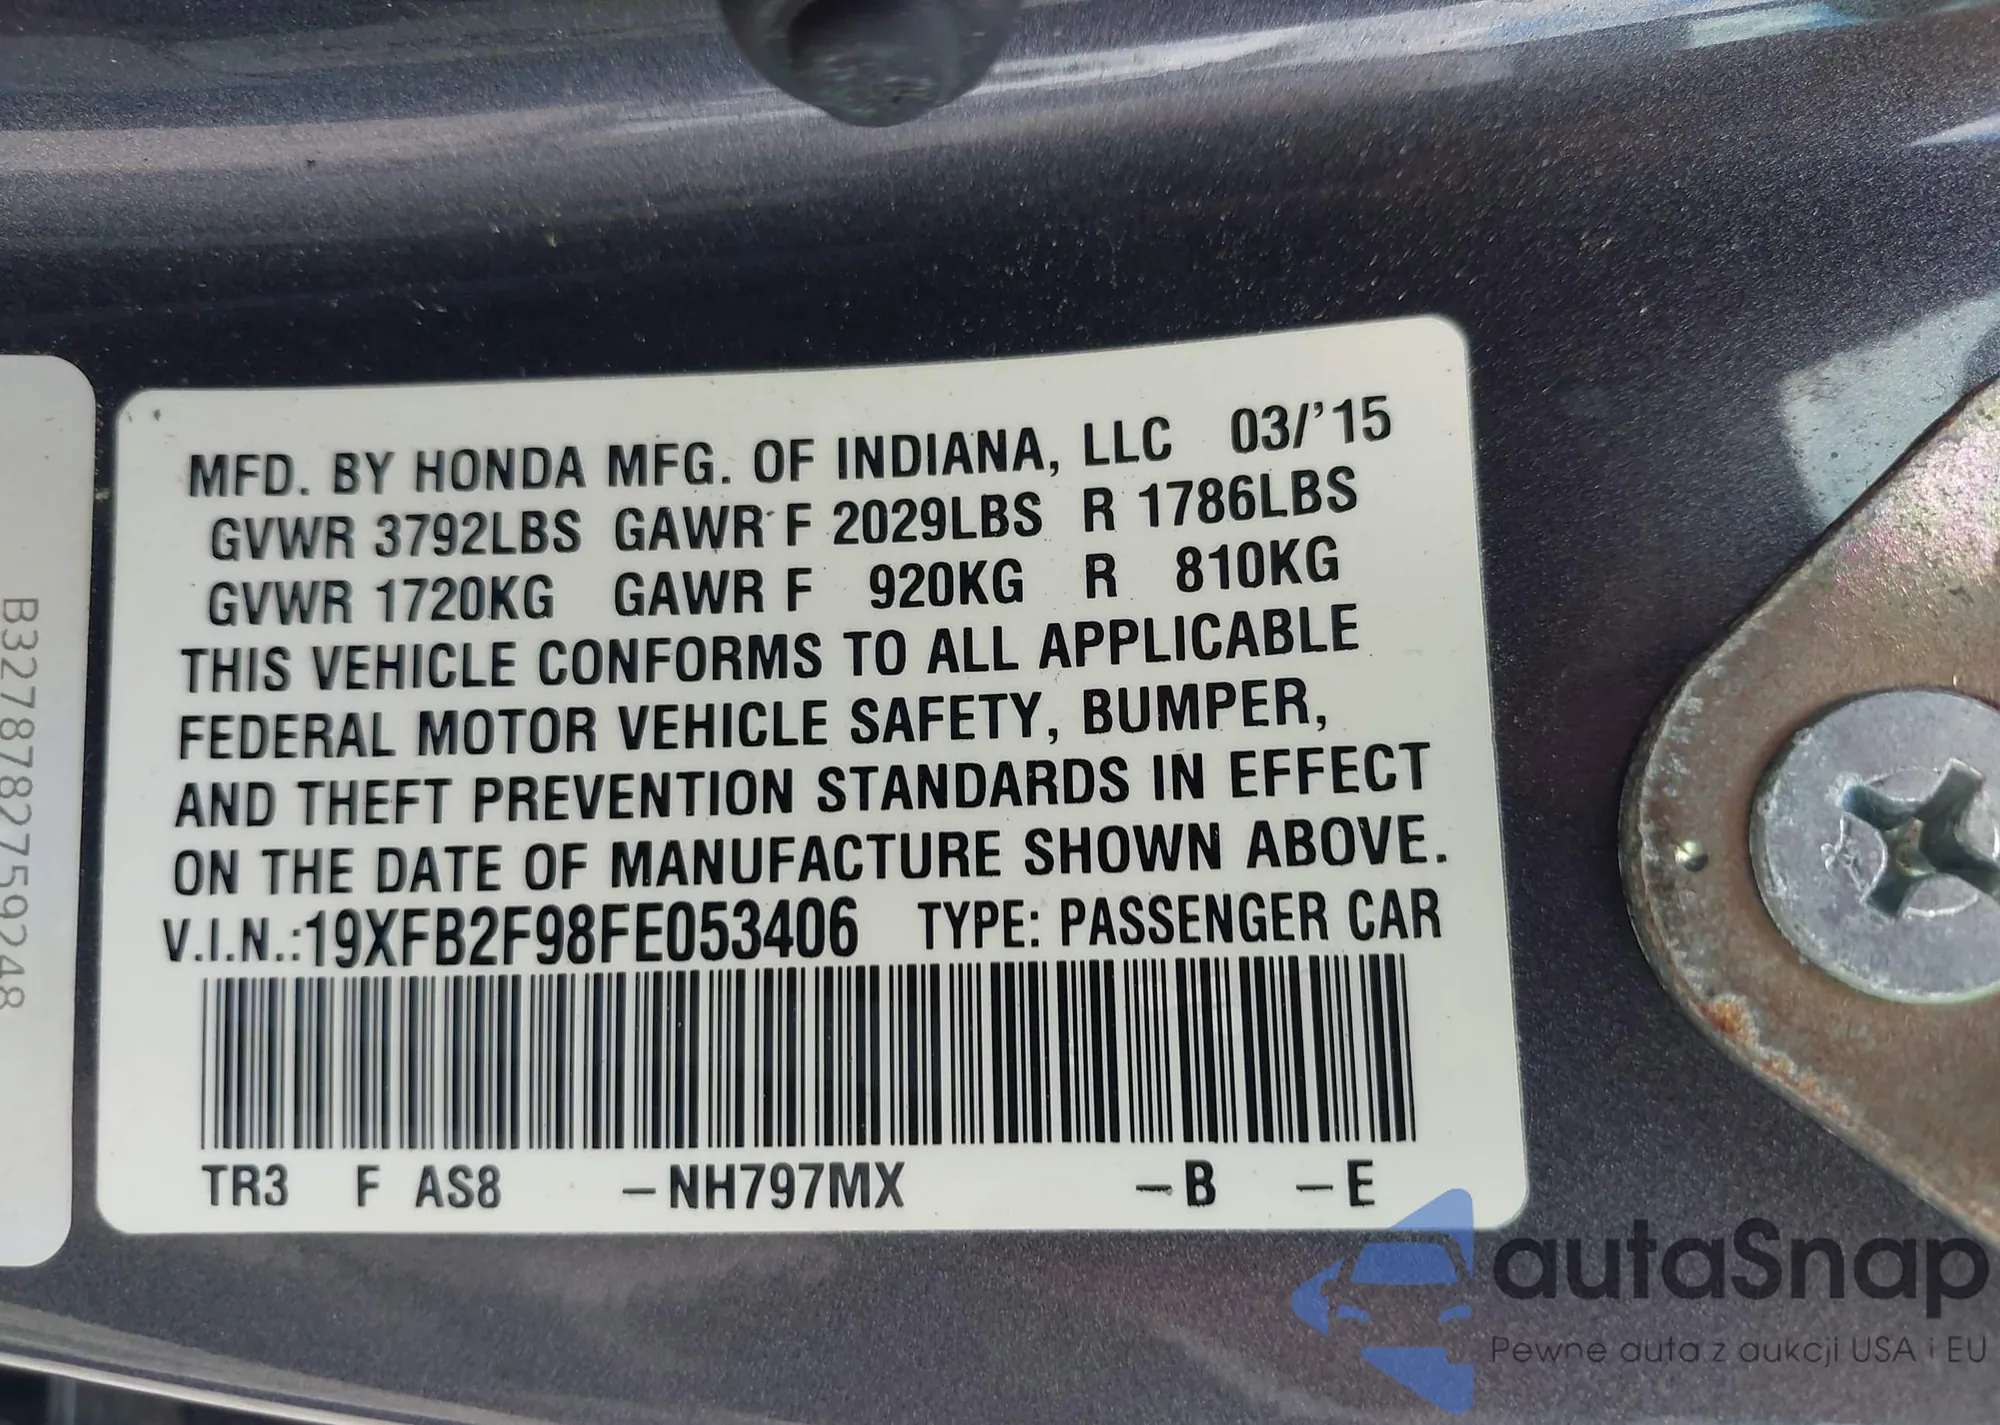 MFD. BY HONDA MFG. OF INDIANA, LLC 03/'15
GVWR 3792LBS GAWR F 2029LBS R 1786LBS
GVWR 1720KG GAWR F 920KG R 810KG
THIS VEHICLE CONFORMS TO ALL APPLICABLE
FEDERAL MOTOR VEHICLE SAFETY, BUMPER,
AND THEFT PREVENTION STANDARDS IN EFFECT
ON THE DATE OF MANUFACTURE SHOWN ABOVE.
V.I.N.:19XFB2F98FE053406 TYPE: PASSENGER CAR
TR3 F AS8 -NH797MX -B -E
B3278782759248
autaSnap
Pewne auta z aukcji USA i EU